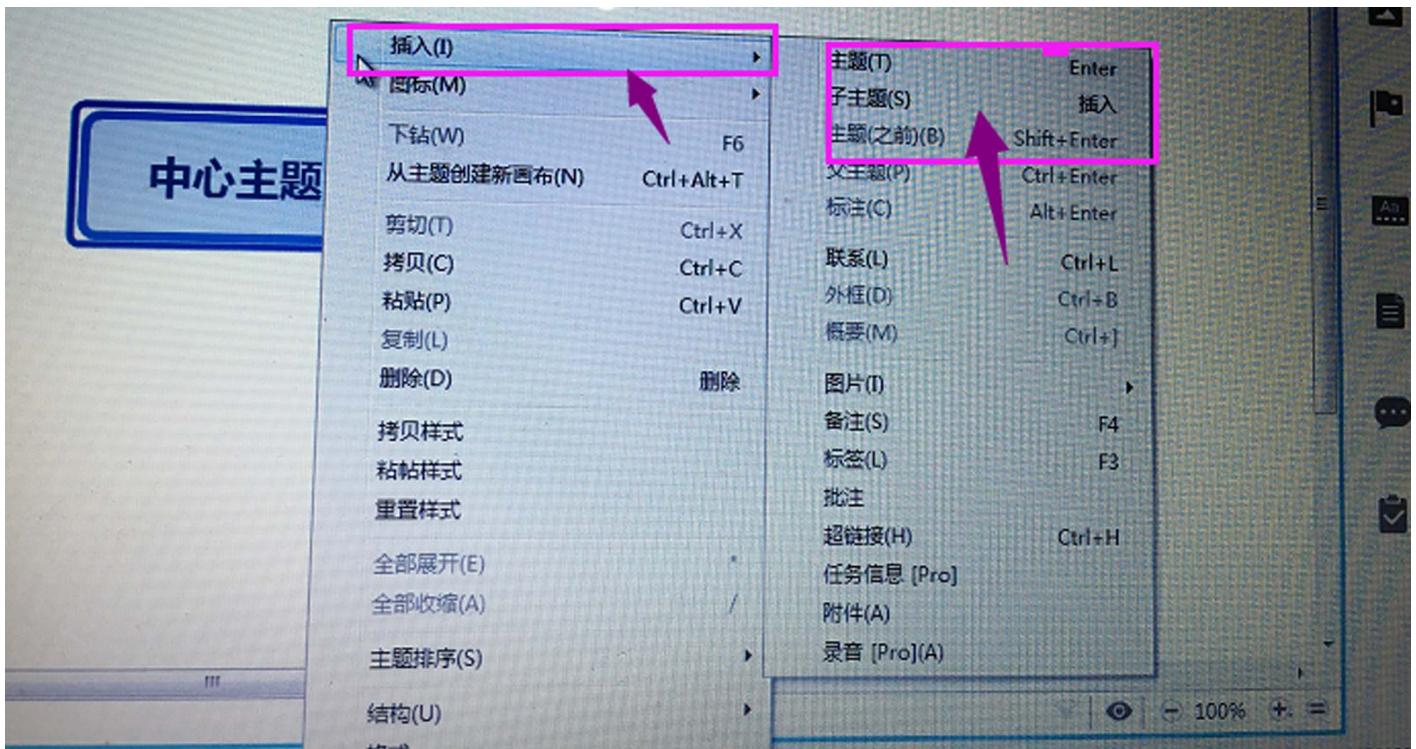 中心主题
插入(I)
图标(M)
下钻(W) F6
从主题创建新画布(N) Ctrl+Alt+T
剪切(T) Ctrl+X
拷贝(C) Ctrl+C
粘贴(P) Ctrl+V
复制(L)
删除(D) 删除
拷贝样式
粘帖样式
重置样式
全部展开(E) *
全部收缩(A) /
主题排序(S)
结构(U)
主题(T) Enter
子主题(S) 插入
主题(之前)(B) Shift+Enter
父主题(P) Ctrl+Enter
标注(C) Alt+Enter
联系(L) Ctrl+L
外框(D) Ctrl+B
概要(M) Ctrl+]
图片(I)
备注(S) F4
标签(L) F3
批注
超链接(H) Ctrl+H
任务信息 [Pro]
附件(A)
录音 [Pro](A)
Aa
100%